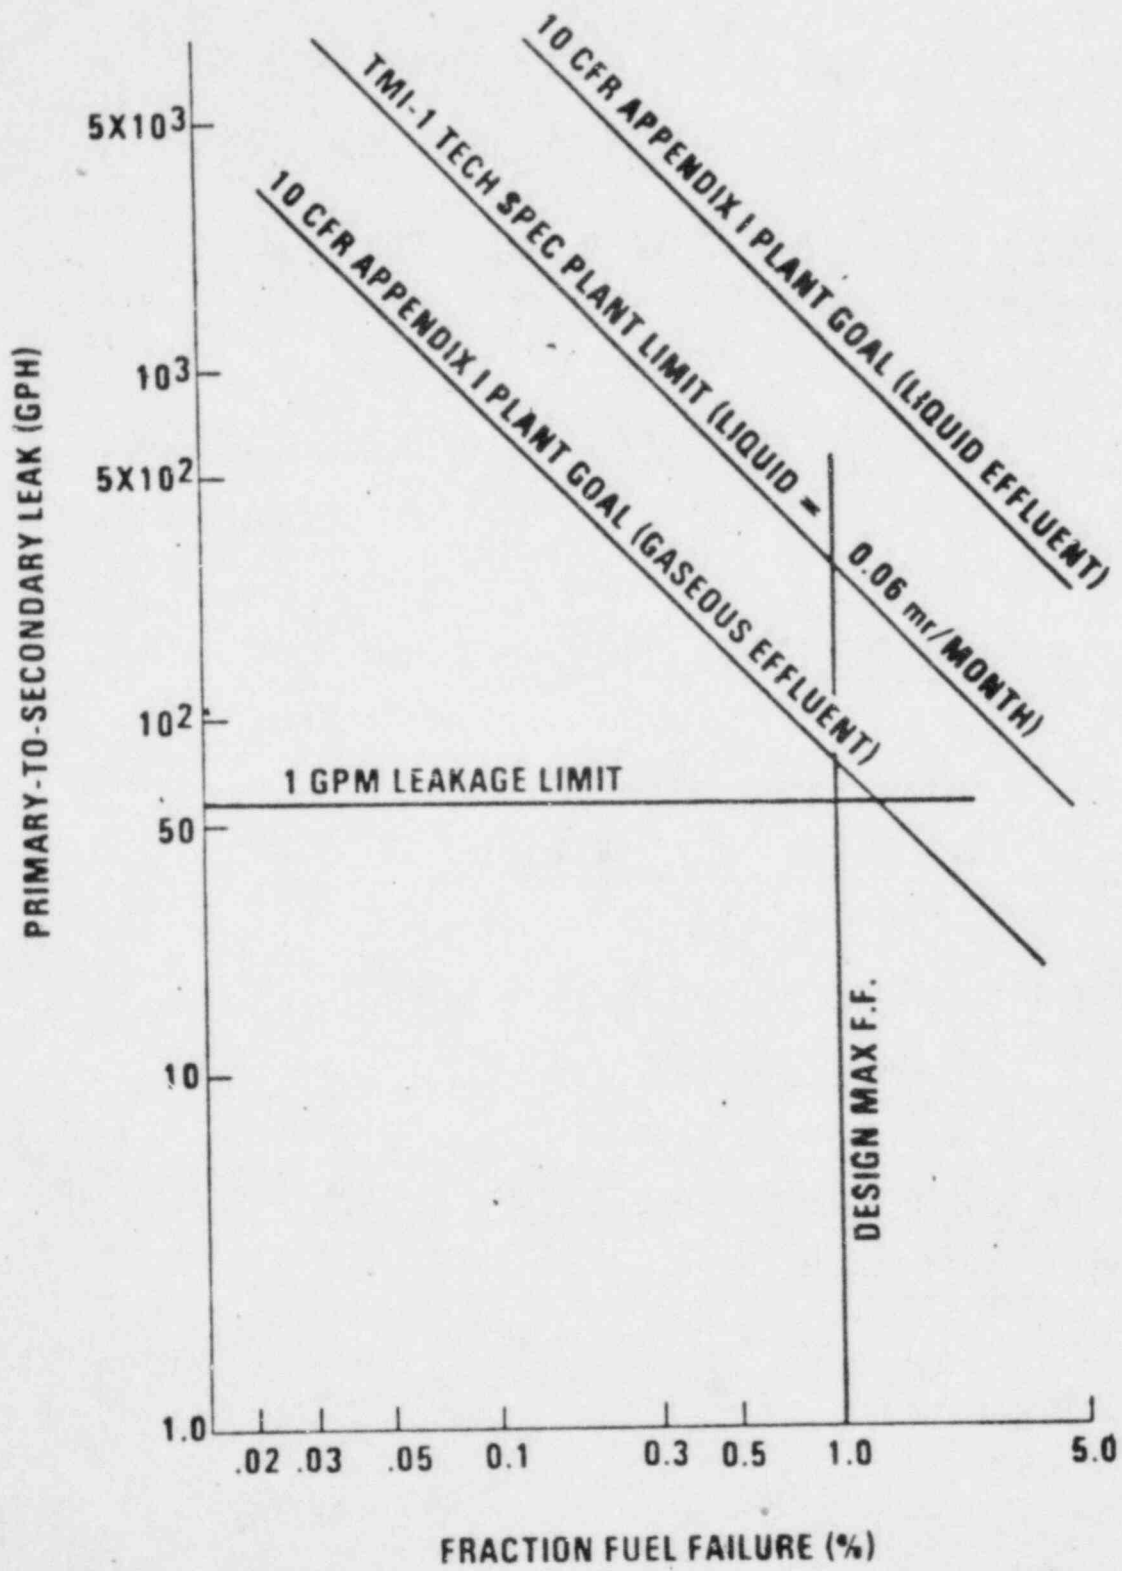 10 CFR APPENDIX I PLANT GOAL (LIQUID EFFLUENT)
TMI-1 TECH SPEC PLANT LIMIT (LIQUID = 0.06 mr/MONTH)
10 CFR APPENDIX I PLANT GOAL (GASEOUS EFFLUENT)
1 GPM LEAKAGE LIMIT
DESIGN MAX F.F.
PRIMARY-TO-SECONDARY LEAK (GPH)
5X10³
10³
5X10²
10²
50
10
1.0
.02 .03 .05 0.1 0.3 0.5 1.0 5.0
FRACTION FUEL FAILURE (%)